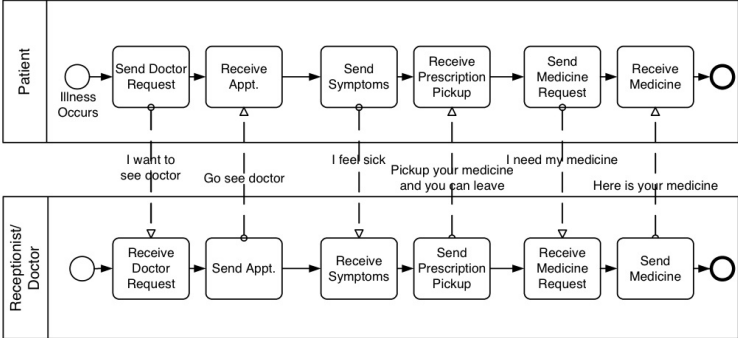 Patient
Illness
Occurs
Send Doctor
Request
Receive
Appt.
Send
Symptoms
Receive
Prescription
Pickup
Send
Medicine
Request
Receive
Medicine
I want to
see doctor
Go see doctor
I feel sick
Pickup your medicine
and you can leave
I need my medicine
Here is your medicine
Receptionist/
Doctor
Receive
Doctor
Request
Send Appt.
Receive
Symptoms
Send
Prescription
Pickup
Receive
Medicine
Request
Send
Medicine